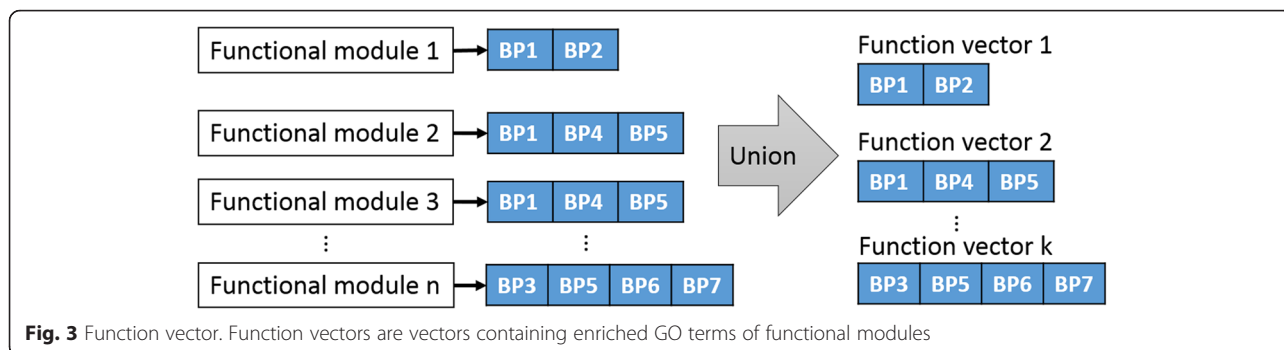 Functional module 1 BP1 BP2
Functional module 2 BP1 BP4 BP5
Functional module 3 BP1 BP4 BP5
⋮ ⋮
Functional module n BP3 BP5 BP6 BP7
Union
Function vector 1
BP1 BP2
Function vector 2
BP1 BP4 BP5
⋮
Function vector k
BP3 BP5 BP6 BP7
Fig. 3 Function vector. Function vectors are vectors containing enriched GO terms of functional modules